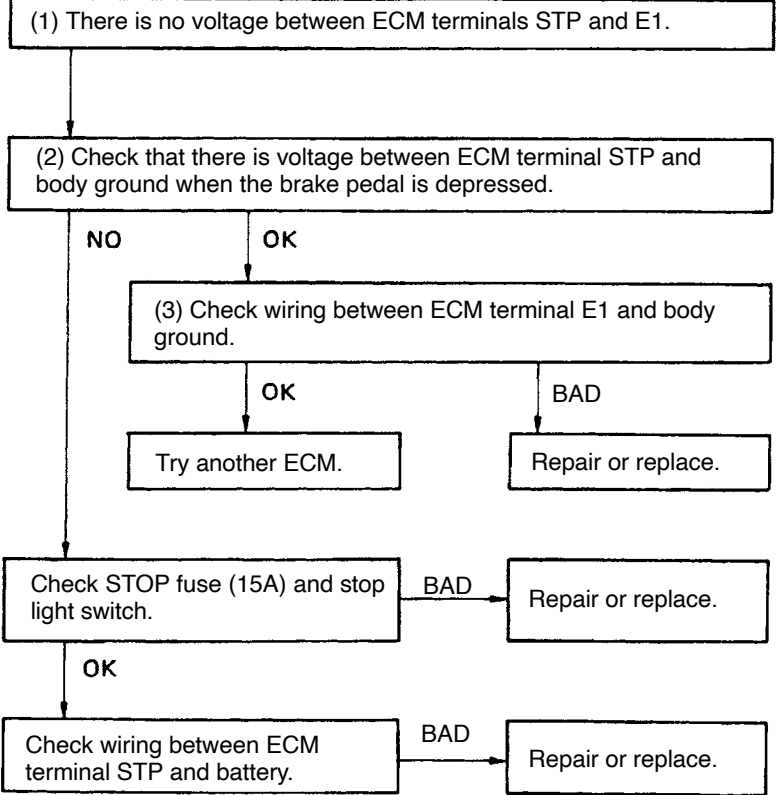 (1) There is no voltage between ECM terminals STP and E1.
(2) Check that there is voltage between ECM terminal STP and
body ground when the brake pedal is depressed.
NO
OK
(3) Check wiring between ECM terminal E1 and body
ground.
OK
BAD
Try another ECM.
Repair or replace.
Check STOP fuse (15A) and stop
light switch.
BAD
Repair or replace.
OK
Check wiring between ECM
terminal STP and battery.
BAD
Repair or replace.